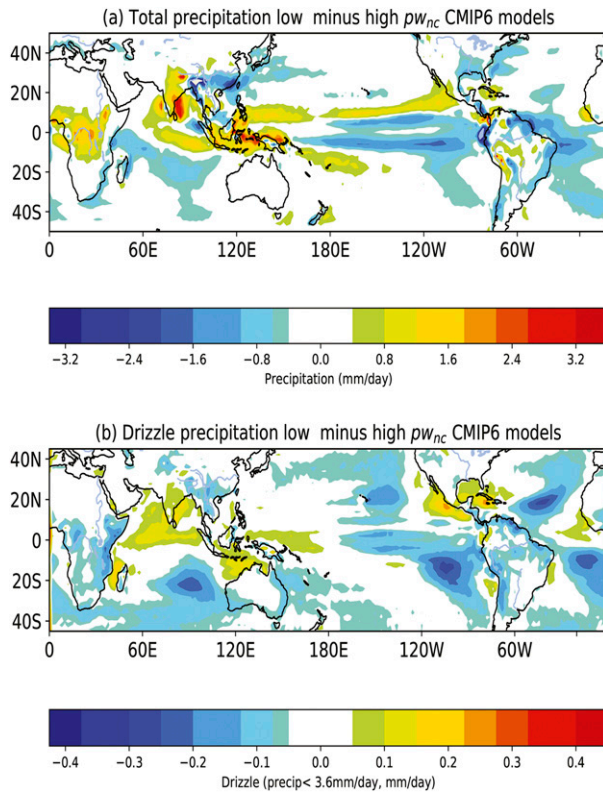 (a) Total precipitation low minus high pw_nc CMIP6 models
40N
20N
0
20S
40S
0 60E 120E 180E 120W 60W
−3.2 −2.4 −1.6 −0.8 0.0 0.8 1.6 2.4 3.2
Precipitation (mm/day)
(b) Drizzle precipitation low minus high pw_nc CMIP6 models
40N
20N
0
20S
40S
0 60E 120E 180E 120W 60W
−0.4 −0.3 −0.2 −0.1 0.0 0.1 0.2 0.3 0.4
Drizzle (precip< 3.6mm/day, mm/day)